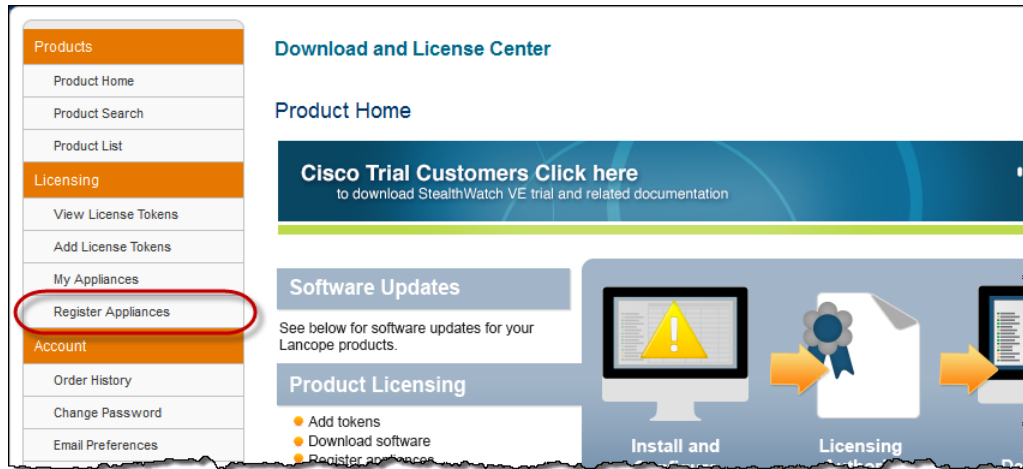 Products
Product Home
Product Search
Product List
Licensing
View License Tokens
Add License Tokens
My Appliances
Register Appliances
Account
Order History
Change Password
Email Preferences
Download and License Center
Product Home
Cisco Trial Customers Click here
to download StealthWatch VE trial and related documentation
Software Updates
See below for software updates for your
Lancope products.
Product Licensing
Add tokens
Download software
Register appliances
Install and
Licensing